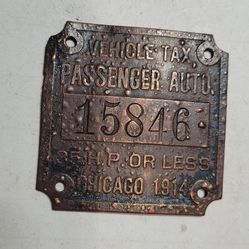 VEHICLE TAX
PASSENGER AUTO.
15846
35 H.P. OR LESS
CHICAGO 1914